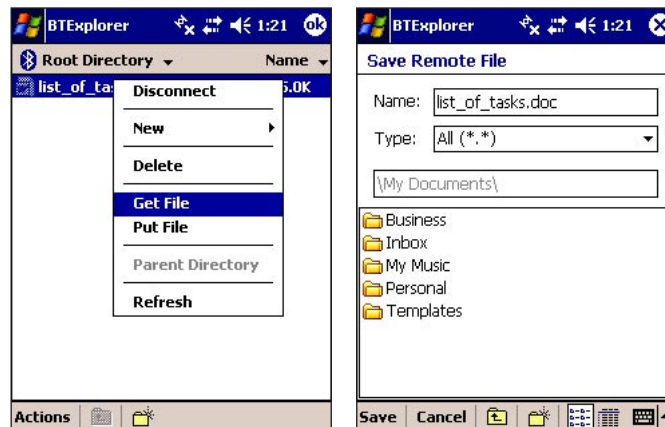 BTExplorer 1:21 ok
Root Directory Name
list_of_ta 5.0K
Disconnect
New
Delete
Get File
Put File
Parent Directory
Refresh
Actions
BTExplorer 1:21
Save Remote File
Name: list_of_tasks.doc
Type: All (*.*)
\My Documents\
Business
Inbox
My Music
Personal
Templates
Save Cancel